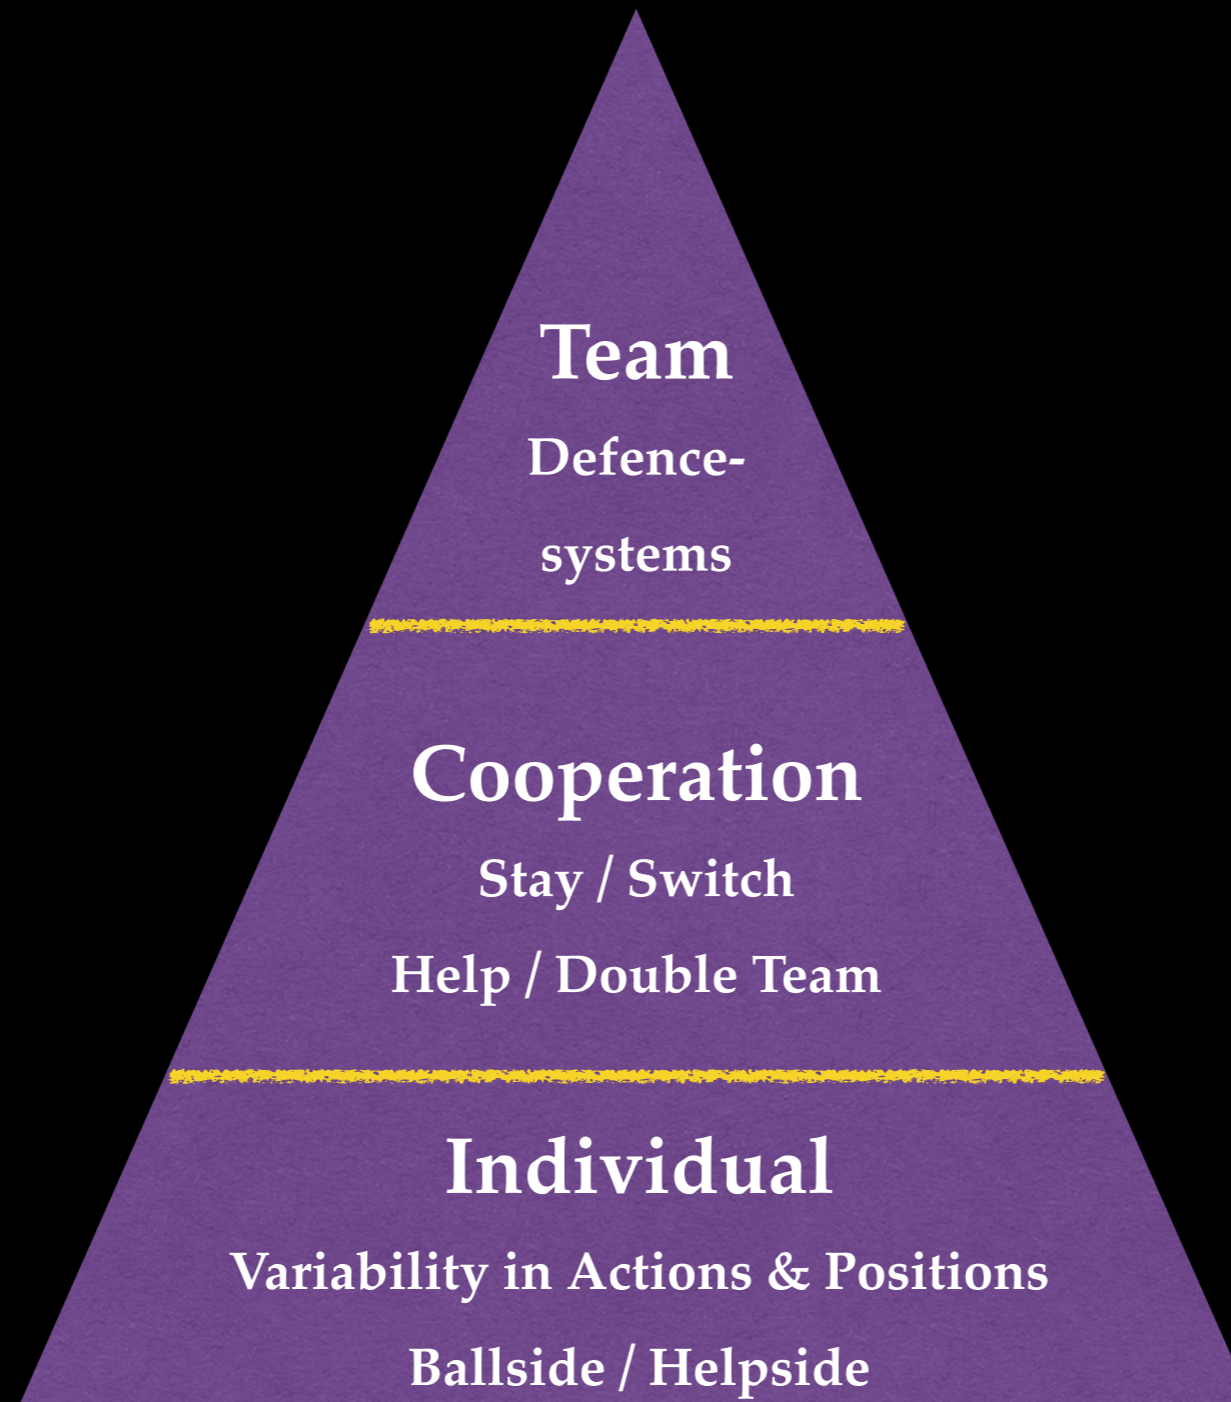 Team
Defence-
systems
Cooperation
Stay / Switch
Help / Double Team
Individual
Variability in Actions & Positions
Ballside / Helpside